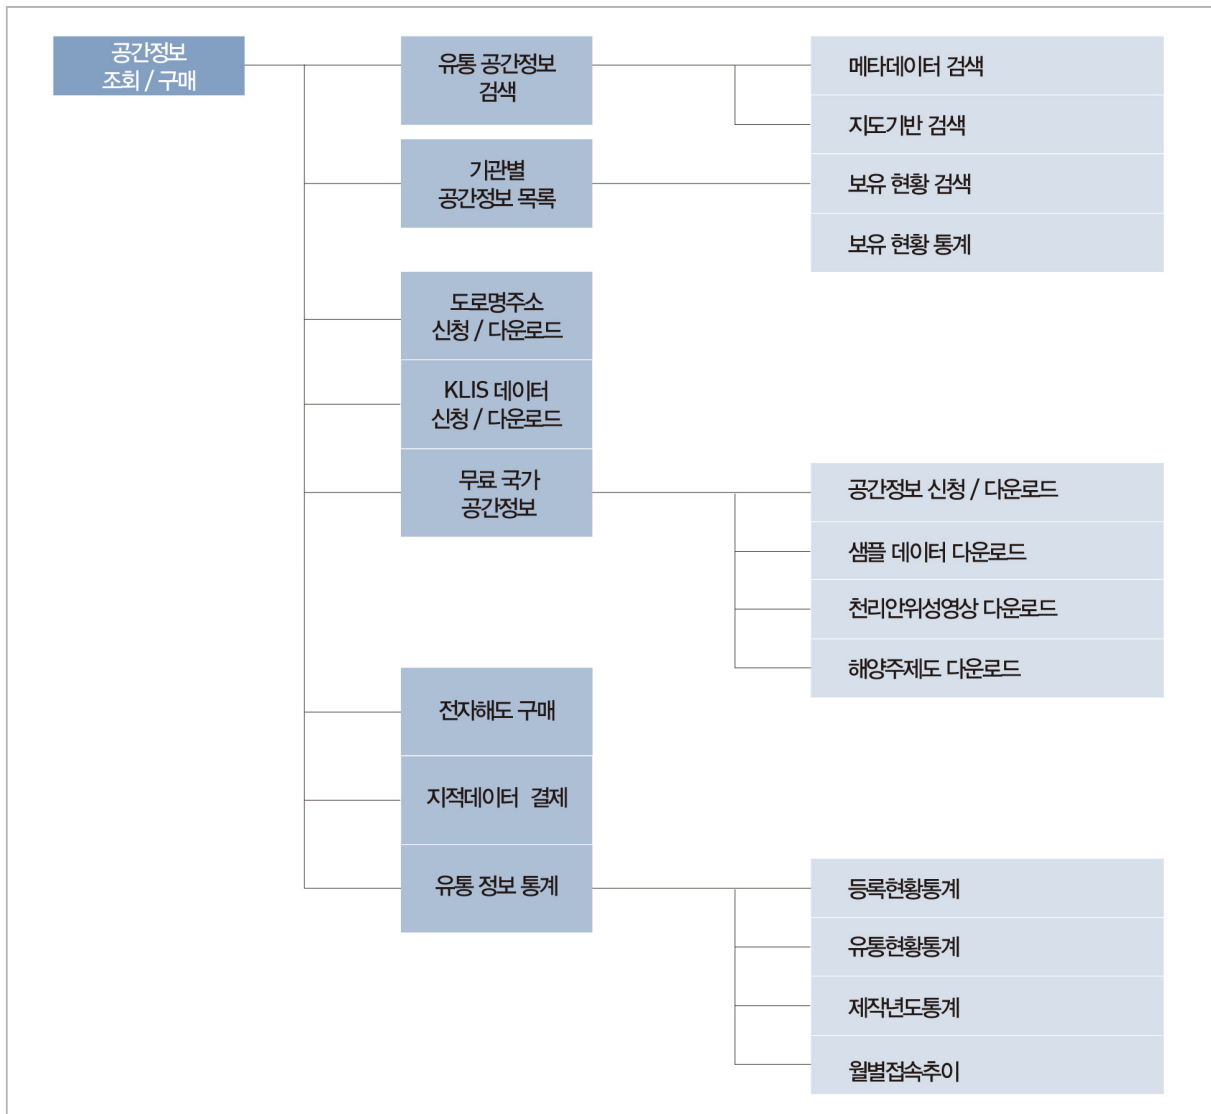 공간정보
조회 / 구매
유통 공간정보
검색
메타데이터 검색
지도기반 검색
기관별
공간정보 목록
보유 현황 검색
보유 현황 통계
도로명주소
신청 / 다운로드
KLIS 데이터
신청 / 다운로드
무료 국가
공간정보
공간정보 신청 / 다운로드
샘플 데이터 다운로드
천리안위성영상 다운로드
해양주제도 다운로드
전자해도 구매
지적데이터 결제
유통 정보 통계
등록현황통계
유통현황통계
제작년도통계
월별접속추이